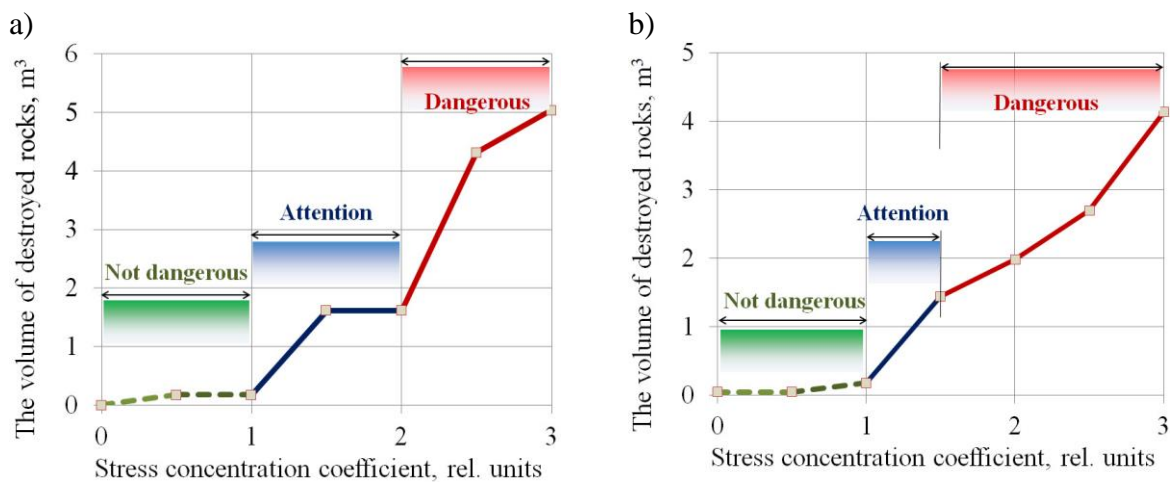 a)
The volume of destroyed rocks, m³
6
5
4
3
2
1
0
Dangerous
Attention
Not dangerous
0 1 2 3
Stress concentration coefficient, rel. units
b)
The volume of destroyed rocks, m³
5
4
3
2
1
0
Dangerous
Attention
Not dangerous
0 1 2 3
Stress concentration coefficient, rel. units